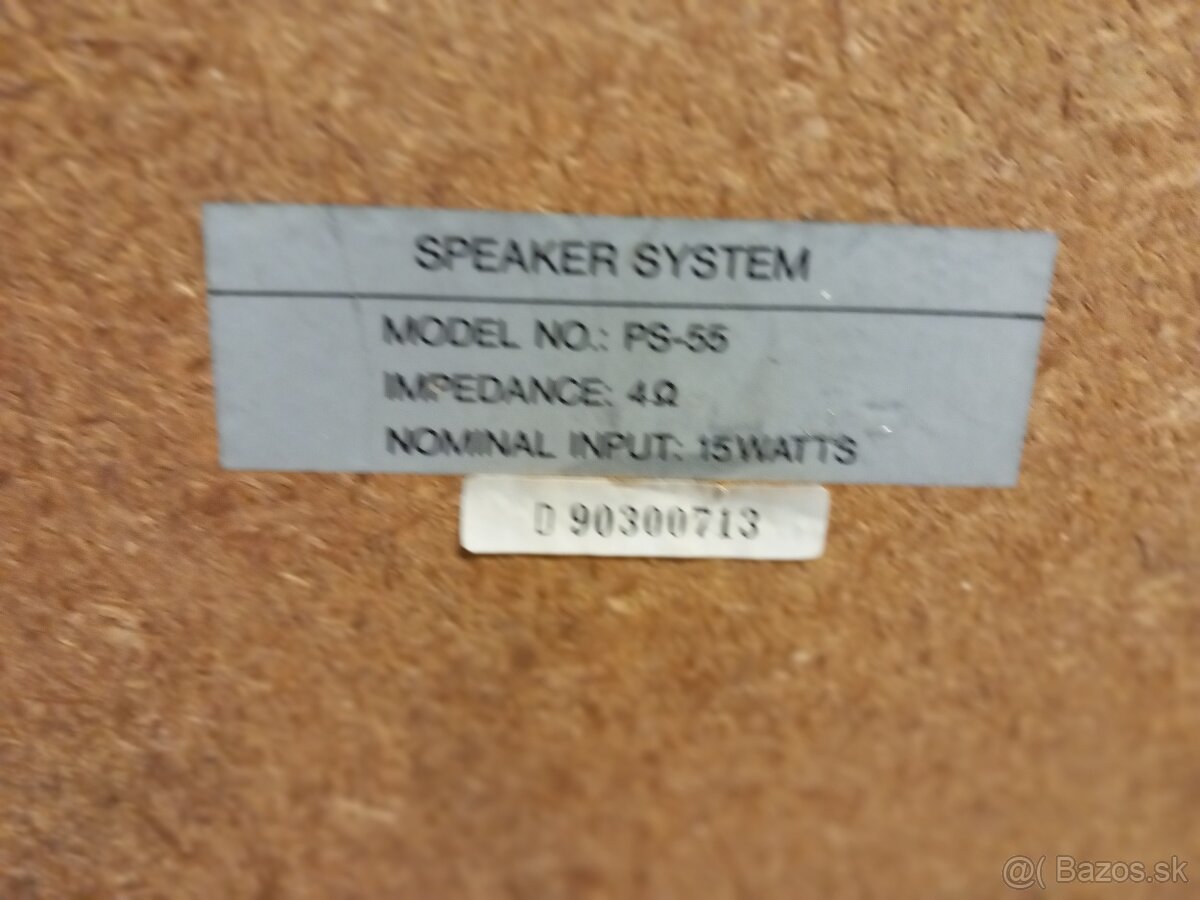 SPEAKER SYSTEM
MODEL NO.: PS-55
IMPEDANCE: 4Ω
NOMINAL INPUT: 15WATTS
D 90300713
@( Bazos.sk